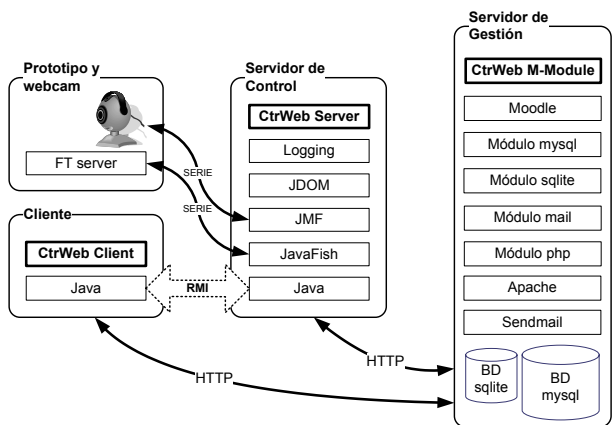 Prototipo y
webcam
FT server
Cliente
CtrWeb Client
Java
SERIE
SERIE
RMI
Servidor de
Control
CtrWeb Server
Logging
JDOM
JMF
JavaFish
Java
HTTP
HTTP
Servidor de
Gestión
CtrWeb M-Module
Moodle
Módulo mysql
Módulo sqlite
Módulo mail
Módulo php
Apache
Sendmail
BD
sqlite
BD
mysql